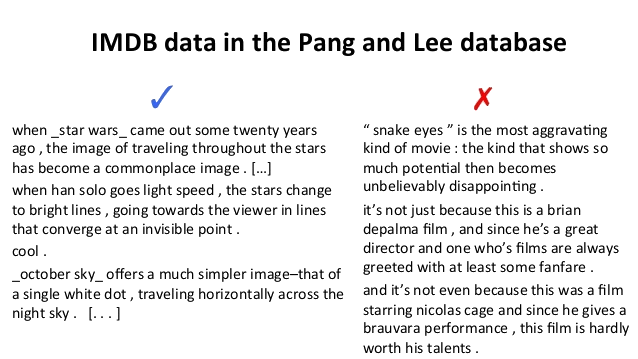 IMDB data in the Pang and Lee database
✓
when _star wars_ came out some twenty years
ago , the image of traveling throughout the stars
has become a commonplace image . […]
when han solo goes light speed , the stars change
to bright lines , going towards the viewer in lines
that converge at an invisible point .
cool .
_october sky_ offers a much simpler image–that of
a single white dot , traveling horizontally across the
night sky . [. . . ]
✗
“ snake eyes ” is the most aggravating
kind of movie : the kind that shows so
much potential then becomes
unbelievably disappointing .
it’s not just because this is a brian
depalma film , and since he’s a great
director and one who’s films are always
greeted with at least some fanfare .
and it’s not even because this was a film
starring nicolas cage and since he gives a
brauvara performance , this film is hardly
worth his talents .